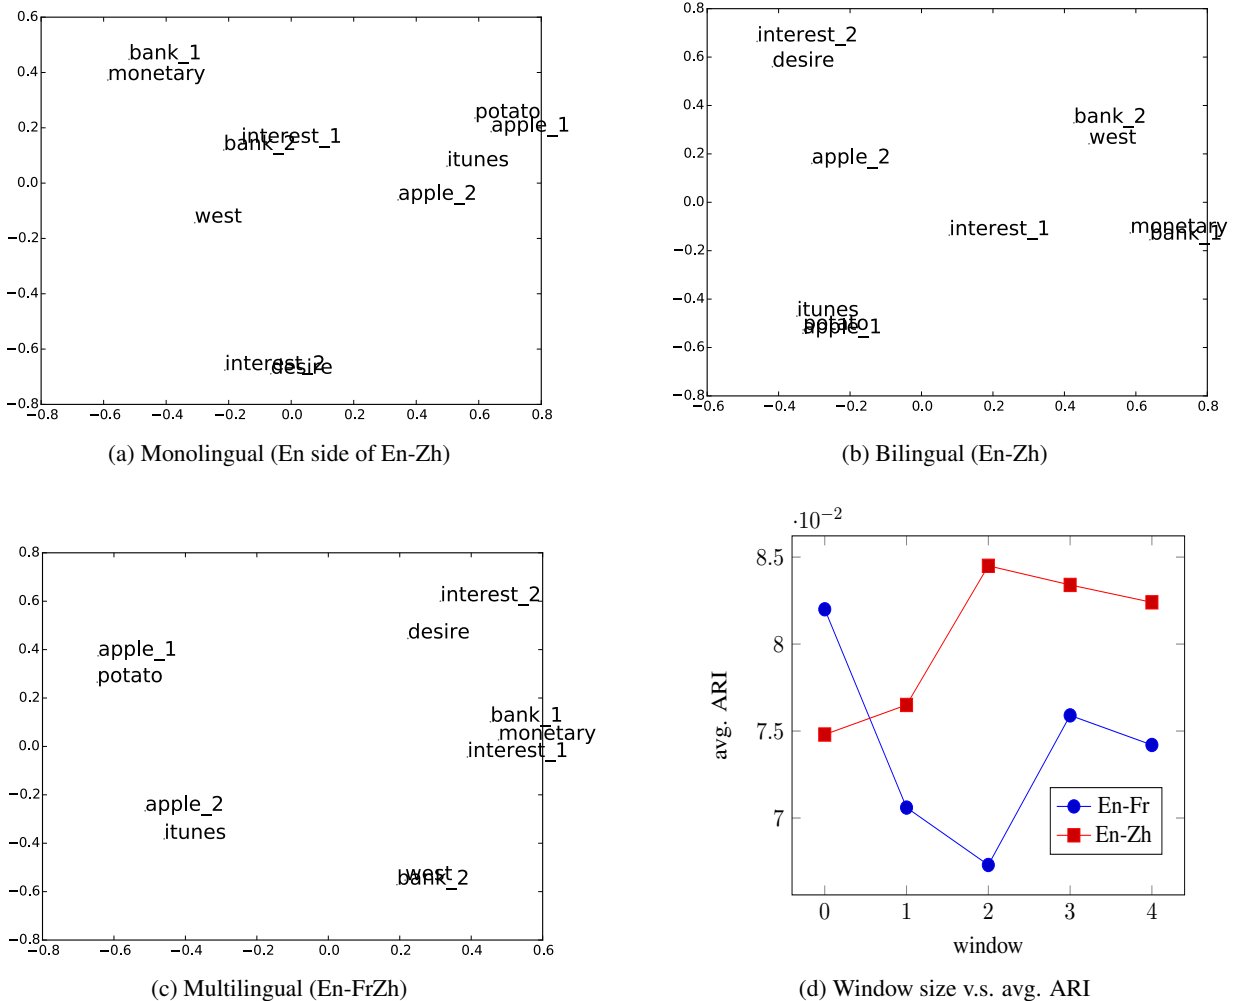 0.6
0.4
0.2
0.0
−0.2
−0.4
−0.6
−0.8
−0.8 −0.6 −0.4 −0.2 0.0 0.2 0.4 0.6 0.8
bank_1
monetary
interest_1
bank_2
potato
apple_1
itunes
apple_2
west
interest_2
desire
(a) Monolingual (En side of En-Zh)
0.8
0.6
0.4
0.2
0.0
−0.2
−0.4
−0.6
−0.8
−0.6 −0.4 −0.2 0.0 0.2 0.4 0.6 0.8
interest_2
desire
bank_2
west
apple_2
interest_1
monetary
bank_1
itunes
potato
apple_1
(b) Bilingual (En-Zh)
0.8
0.6
0.4
0.2
0.0
−0.2
−0.4
−0.6
−0.8
−0.8 −0.6 −0.4 −0.2 0.0 0.2 0.4 0.6
interest_2
desire
apple_1
potato
bank_1
monetary
interest_1
apple_2
itunes
west
bank_2
(c) Multilingual (En-FrZh)
·10−2
8.5
8
7.5
7
avg. ARI
En-Fr
En-Zh
0 1 2 3 4
window
(d) Window size v.s. avg. ARI